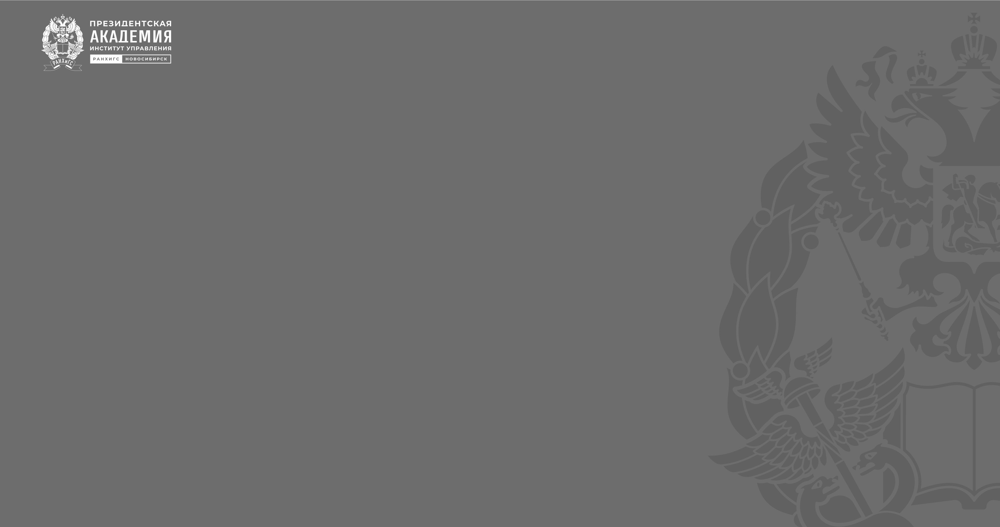 ПРЕЗИДЕНТСКАЯ
АКАДЕМИЯ
ИНСТИТУТ УПРАВЛЕНИЯ
РАНХИГС НОВОСИБИРСК
РАНХиГС